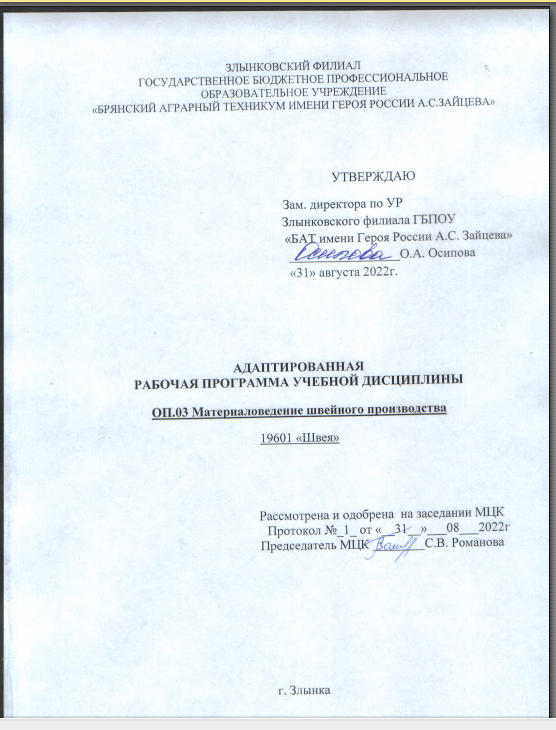 ЗЛЫНКОВСКИЙ ФИЛИАЛ
ГОСУДАРСТВЕННОЕ БЮДЖЕТНОЕ ПРОФЕССИОНАЛЬНОЕ
ОБРАЗОВАТЕЛЬНОЕ УЧРЕЖДЕНИЕ
«БРЯНСКИЙ АГРАРНЫЙ ТЕХНИКУМ ИМЕНИ ГЕРОЯ РОССИИ А.С.ЗАЙЦЕВА»
УТВЕРЖДАЮ
Зам. директора по УР
Злынковского филиала ГБПОУ
«БАТ имени Героя России А.С. Зайцева»
Осипова О.А. Осипова
«31» августа 2022г.
АДАПТИРОВАННАЯ
РАБОЧАЯ ПРОГРАММА УЧЕБНОЙ ДИСЦИПЛИНЫ
ОП.03 Материаловедение швейного производства
19601 «Швея»
Рассмотрена и одобрена на заседании МЦК
Протокол №_1_ от «__31__»___08___2022г
Председатель МЦК С.В. Романова
г. Злынка